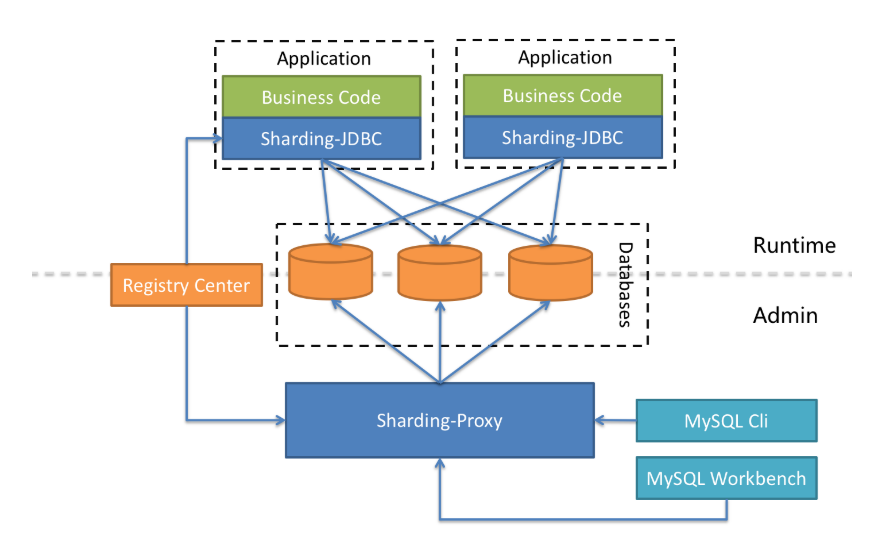 Application
Application
Business Code
Business Code
Sharding-JDBC
Sharding-JDBC
Databases
Runtime
Registry Center
Admin
Sharding-Proxy
MySQL Cli
MySQL Workbench